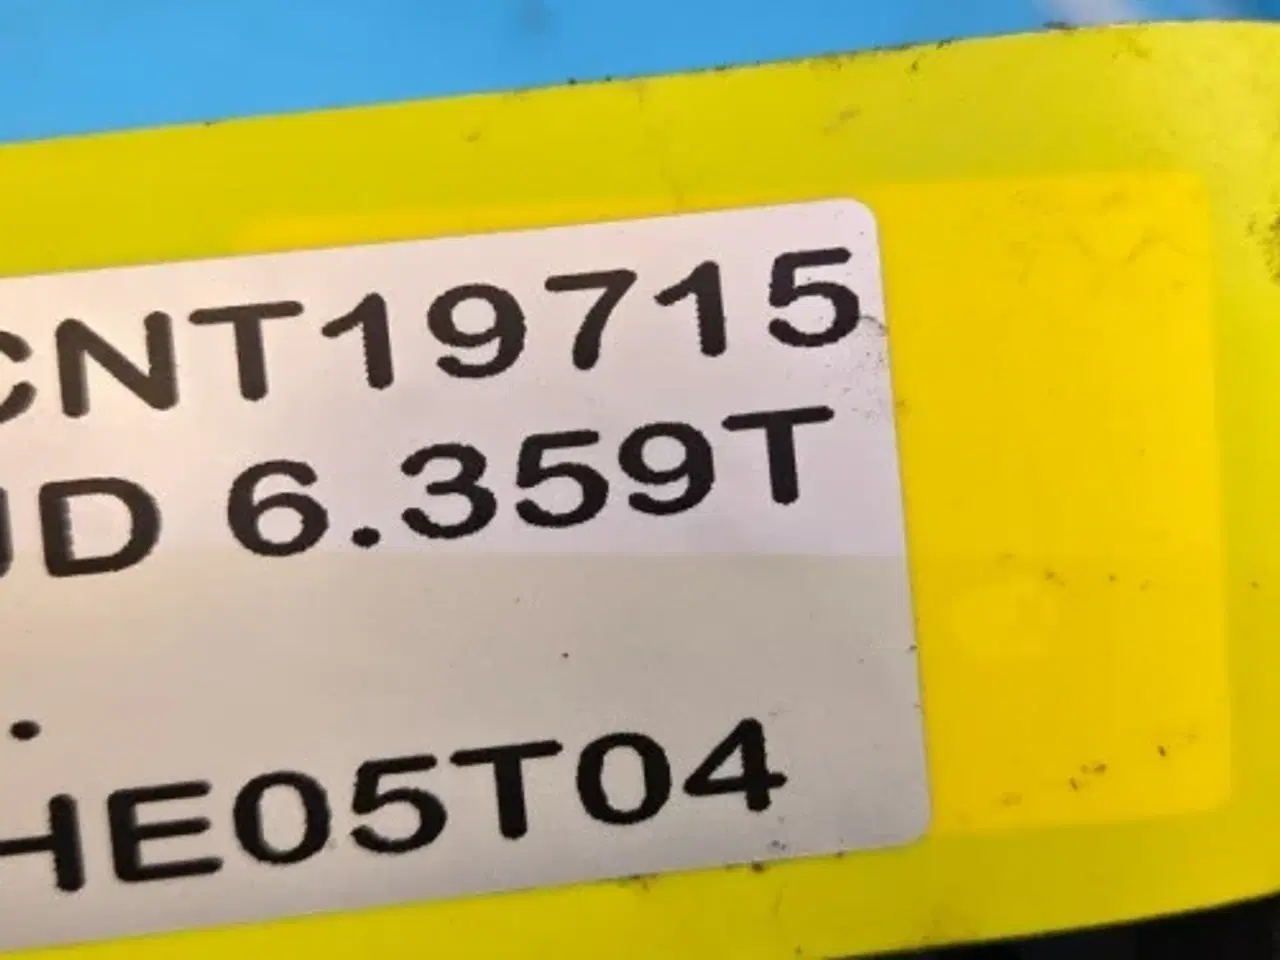 CNT19715
JD 6.359T
.
HE05T04